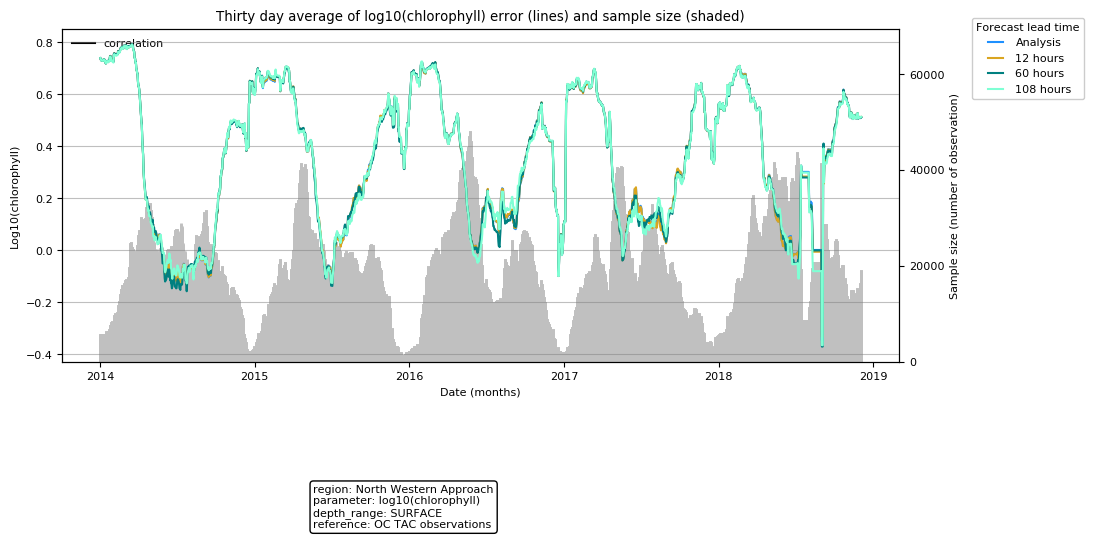 Thirty day average of log10(chlorophyll) error (lines) and sample size (shaded)
Forecast lead time
Analysis
12 hours
60 hours
108 hours
correlation
Log10(chlorophyll)
0.8
0.6
0.4
0.2
0.0
−0.2
−0.4
Sample size (number of observation)
60000
40000
20000
0
2014 2015 2016 2017 2018 2019
Date (months)
region: North Western Approach
parameter: log10(chlorophyll)
depth_range: SURFACE
reference: OC TAC observations